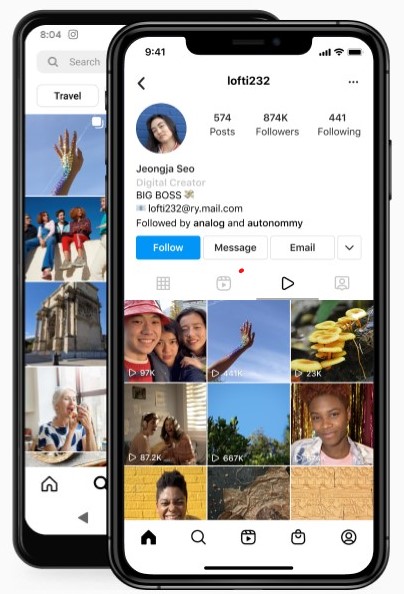 8:04
Search
Travel
9:41
lofti232
574
874K
441
Posts
Followers
Following
Jeongja Seo
Digital Creator
BIG BOSS
lofti232@ry.mail.com
Followed by analog and autonommy
Follow
Message
Email
97K
441K
23K
87.2K
667K